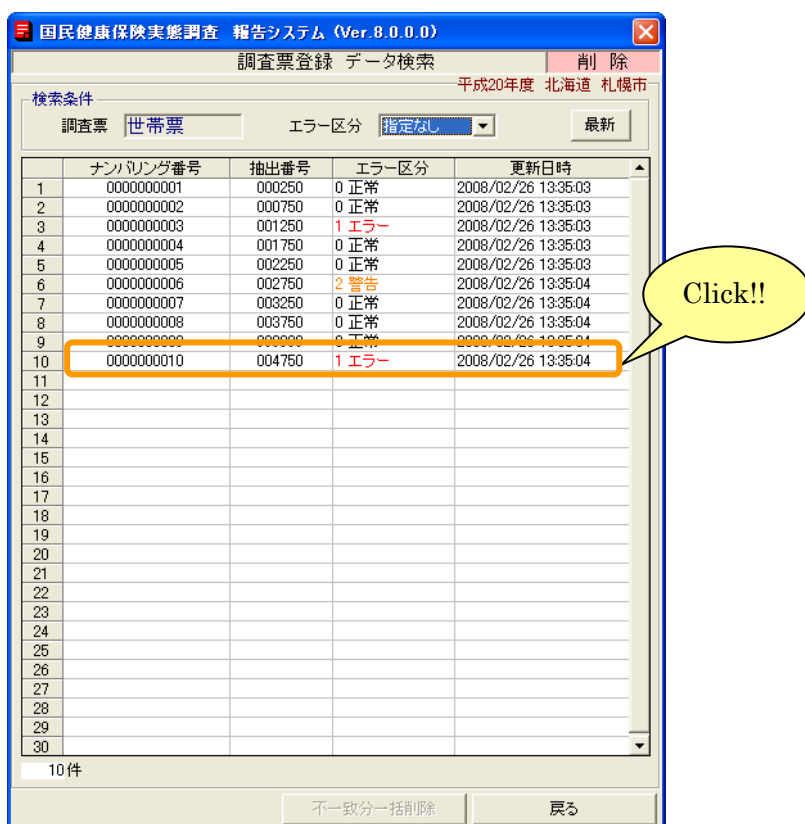 国民健康保険実態調査 報告システム (Ver.8.0.0.0)
調査票登録 データ検索 削 除
平成20年度 北海道 札幌市
検索条件
調査票 世帯票 エラー区分 指定なし 最新
ナンバリング番号 抽出番号 エラー区分 更新日時
1 0000000001 000250 0 正常 2008/02/26 13:35:03
2 0000000002 000750 0 正常 2008/02/26 13:35:03
3 0000000003 001250 1 エラー 2008/02/26 13:35:03
4 0000000004 001750 0 正常 2008/02/26 13:35:03
5 0000000005 002250 0 正常 2008/02/26 13:35:03
6 0000000006 002750 2 警告 2008/02/26 13:35:04
7 0000000007 003250 0 正常 2008/02/26 13:35:04
8 0000000008 003750 0 正常 2008/02/26 13:35:04
9 0 正常
10 0000000010 004750 1 エラー 2008/02/26 13:35:04
11
12
13
14
15
16
17
18
19
20
21
22
23
24
25
26
27
28
29
30
Click!!
10件
不一致分一括削除 戻る